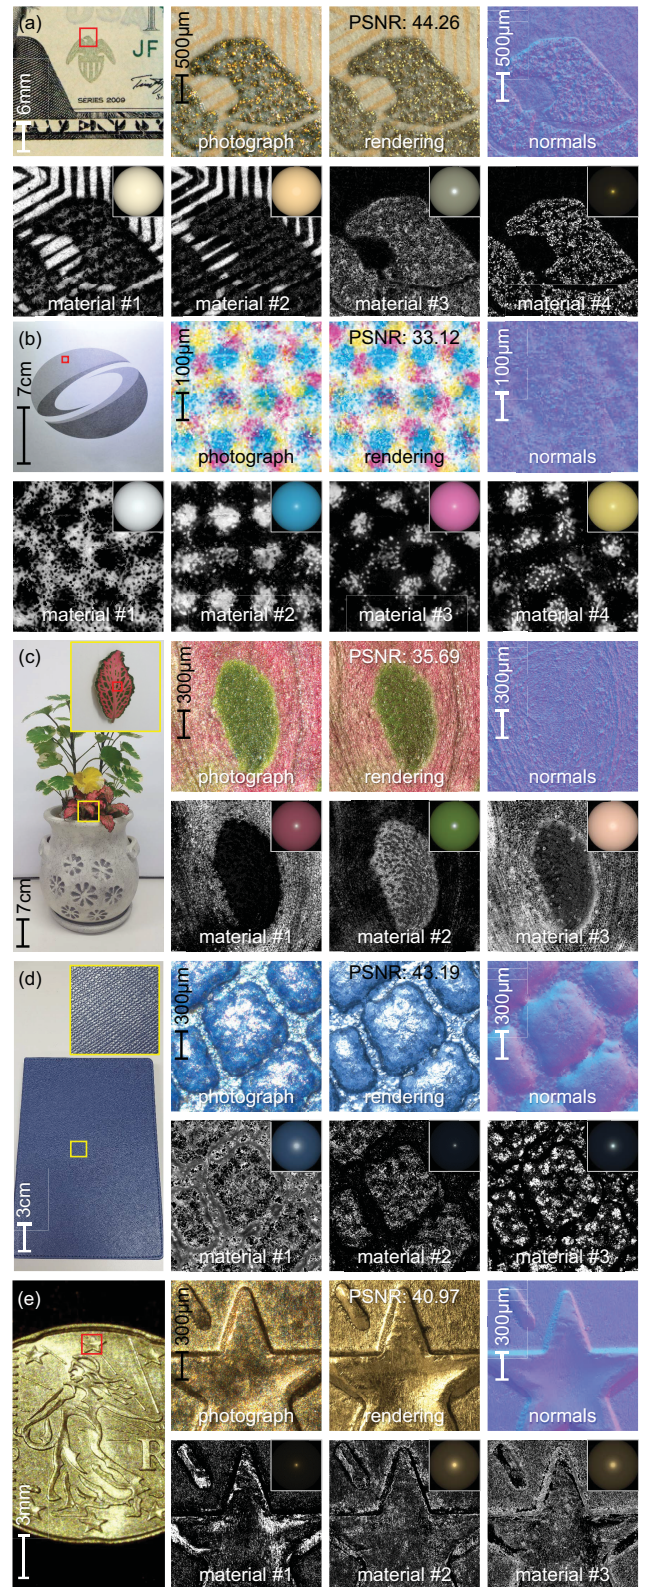 (a)
JF
SERIES 2009
TWENTY
6mm
500µm
photograph
PSNR: 44.26
rendering
500µm
normals
material #1
material #2
material #3
material #4
(b)
7cm
100µm
photograph
PSNR: 33.12
rendering
100µm
normals
material #1
material #2
material #3
material #4
(c)
7cm
300µm
photograph
PSNR: 35.69
rendering
300µm
normals
material #1
material #2
material #3
(d)
3cm
300µm
photograph
PSNR: 43.19
rendering
300µm
normals
material #1
material #2
material #3
(e)
R
3mm
300µm
photograph
PSNR: 40.97
rendering
300µm
normals
material #1
material #2
material #3